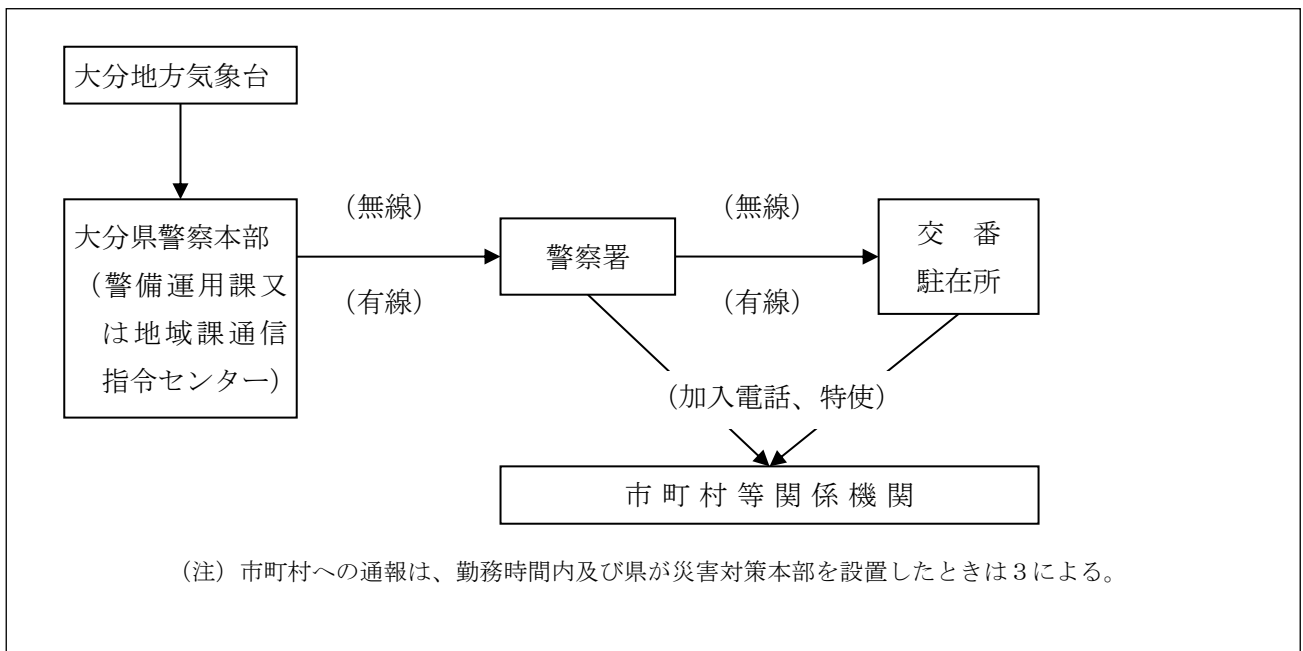 大分地方気象台
大分県警察本部
（警備運用課又
は地域課通信
指令センター）
（無線）
（有線）
警察署
（無線）
（有線）
交　番
駐在所
（加入電話、特使）
市町村等関係機関
（注）市町村への通報は、勤務時間内及び県が災害対策本部を設置したときは３による。